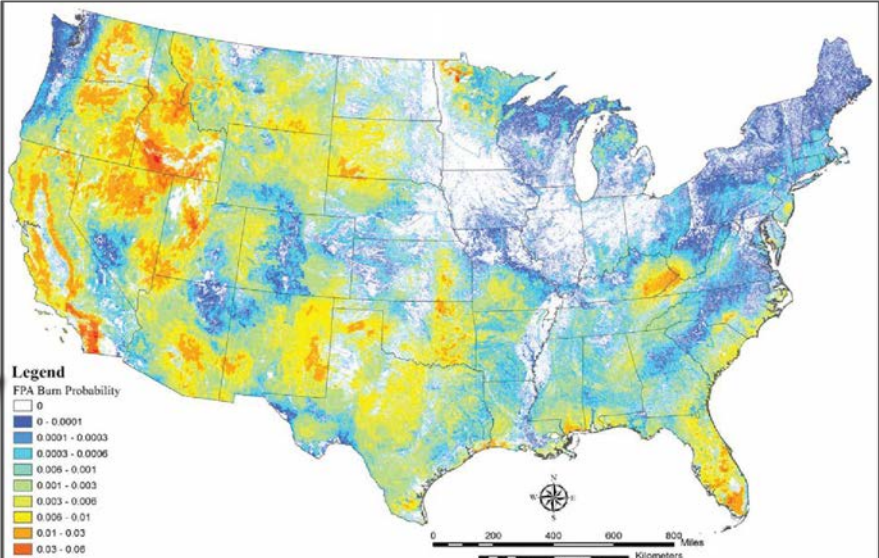 Legend
FPA Burn Probability
0
0 - 0.0001
0.0001 - 0.0003
0.0003 - 0.0006
0.006 - 0.001
0.001 - 0.003
0.003 - 0.006
0.006 - 0.01
0.01 - 0.03
0.03 - 0.06
N
W E
S
0 200 400 600 800
Miles
Kilometers